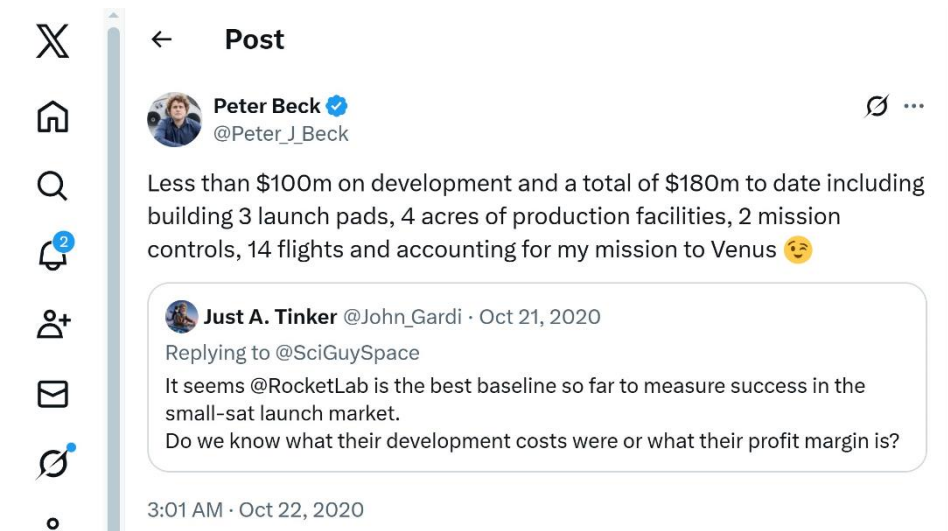 Post
Peter Beck
@Peter_J_Beck
Less than $100m on development and a total of $180m to date including
building 3 launch pads, 4 acres of production facilities, 2 mission
controls, 14 flights and accounting for my mission to Venus 😉
Just A. Tinker @John_Gardi · Oct 21, 2020
Replying to @SciGuySpace
It seems @RocketLab is the best baseline so far to measure success in the
small-sat launch market.
Do we know what their development costs were or what their profit margin is?
3:01 AM · Oct 22, 2020
2